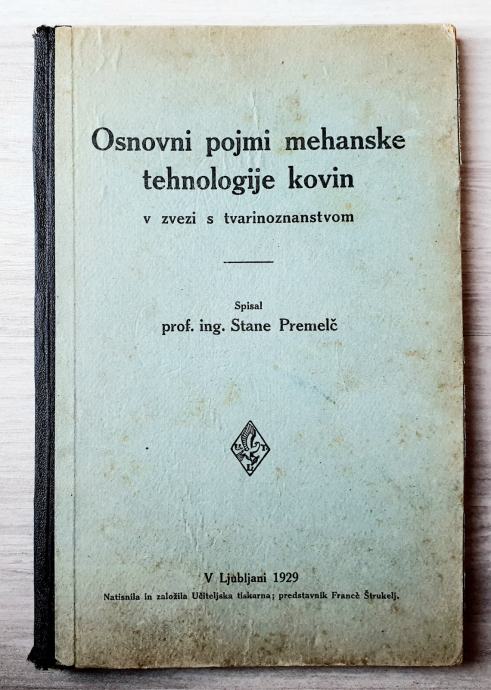 Osnovni pojmi mehanske
tehnologije kovin
v zvezi s tvarinoznanstvom
Spisal
prof. ing. Stane Premelč
U T
L
V Ljubljani 1929
Natisnila in založila Učiteljska tiskarna; predstavnik Francè Štrukelj.